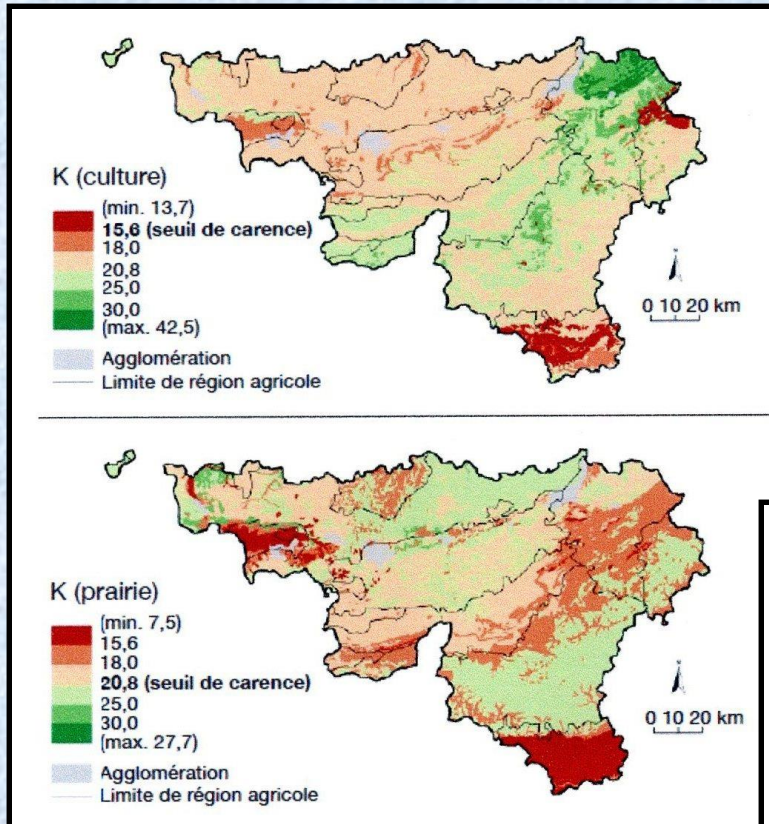 K (culture)
(min. 13,7)
15,6 (seuil de carence)
18,0
20,8
25,0
30,0
(max. 42,5)
Agglomération
Limite de région agricole
0 10 20 km
K (prairie)
(min. 7,5)
15,6
18,0
20,8 (seuil de carence)
25,0
30,0
(max. 27,7)
Agglomération
Limite de région agricole
0 10 20 km